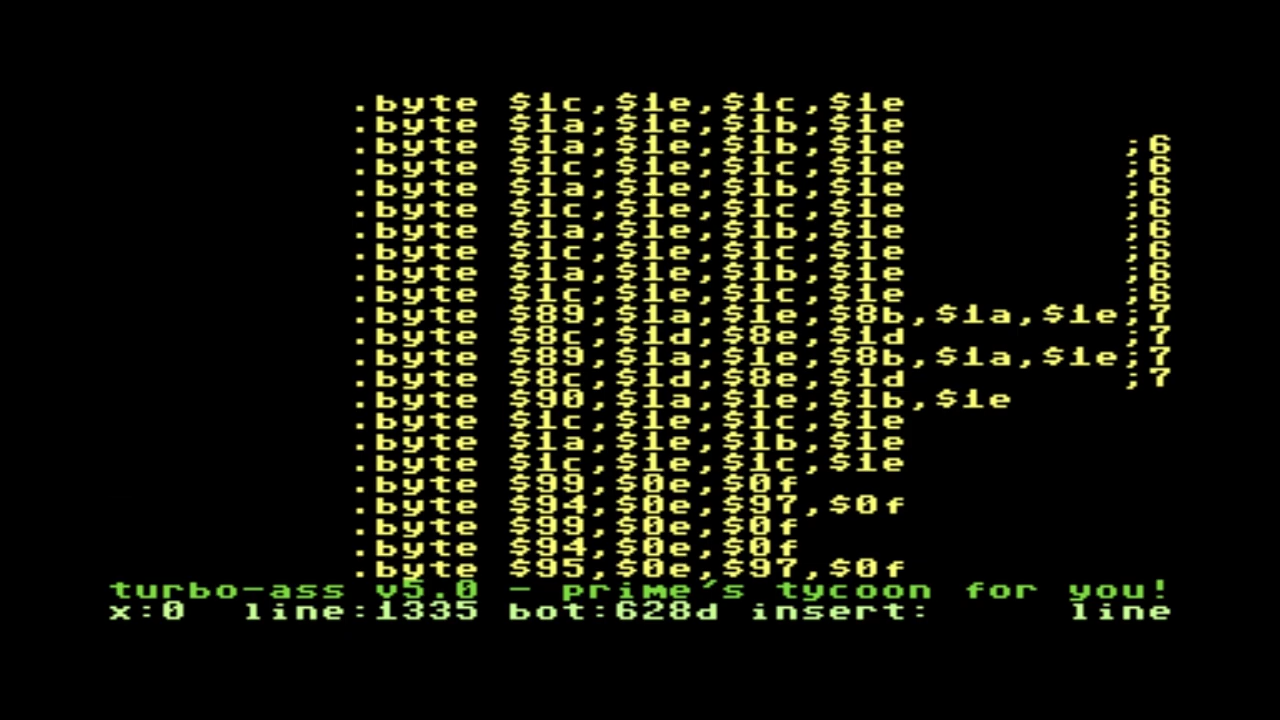 .byte $1c,$1e,$1c,$1e
.byte $1a,$1e,$1b,$1e
.byte $1a,$1e,$1b,$1e ;6
.byte $1c,$1e,$1c,$1e ;6
.byte $1a,$1e,$1b,$1e ;6
.byte $1c,$1e,$1c,$1e ;6
.byte $1a,$1e,$1b,$1e ;6
.byte $1c,$1e,$1c,$1e ;6
.byte $1a,$1e,$1b,$1e ;6
.byte $1c,$1e,$1c,$1e ;6
.byte $89,$1a,$1e,$8b,$1a,$1e;7
.byte $8c,$1d,$8e,$1d ;7
.byte $89,$1a,$1e,$8b,$1a,$1e;7
.byte $8c,$1d,$8e,$1d ;7
.byte $90,$1a,$1e,$1b,$1e
.byte $1c,$1e,$1c,$1e
.byte $1a,$1e,$1b,$1e
.byte $1c,$1e,$1c,$1e
.byte $99,$0e,$0f
.byte $94,$0e,$97,$0f
.byte $99,$0e,$0f
.byte $94,$0e,$0f
.byte $95,$0e,$97,$0f
turbo-ass v5.0 - prime's tycoon for you!
x:0 line:1335 bot:628d insert: line